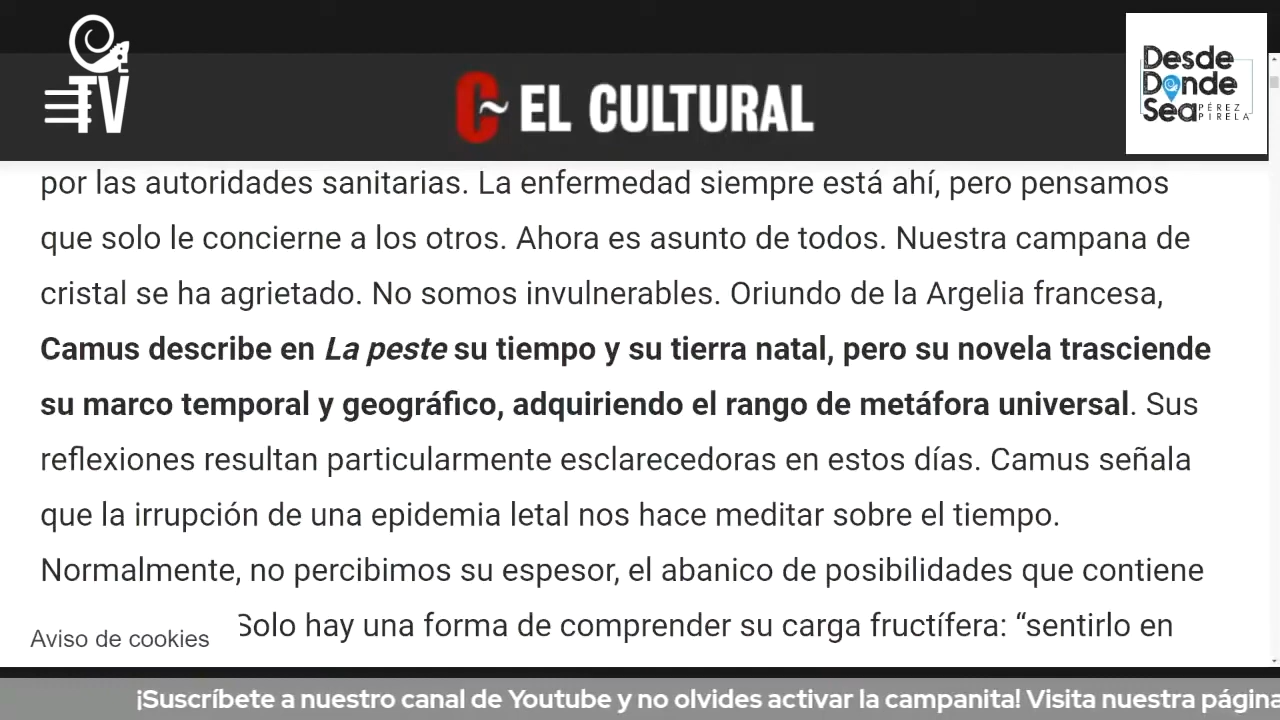 TV
C~ EL CULTURAL
Desde
Donde
Sea PÉREZ
PIRELA
por las autoridades sanitarias. La enfermedad siempre está ahí, pero pensamos
que solo le concierne a los otros. Ahora es asunto de todos. Nuestra campana de
cristal se ha agrietado. No somos invulnerables. Oriundo de la Argelia francesa,
Camus describe en La peste su tiempo y su tierra natal, pero su novela trasciende
su marco temporal y geográfico, adquiriendo el rango de metáfora universal. Sus
reflexiones resultan particularmente esclarecedoras en estos días. Camus señala
que la irrupción de una epidemia letal nos hace meditar sobre el tiempo.
Normalmente, no percibimos su espesor, el abanico de posibilidades que contiene
Solo hay una forma de comprender su carga fructífera: “sentirlo en
Aviso de cookies
¡Suscríbete a nuestro canal de Youtube y no olvides activar la campanita! Visita nuestra página